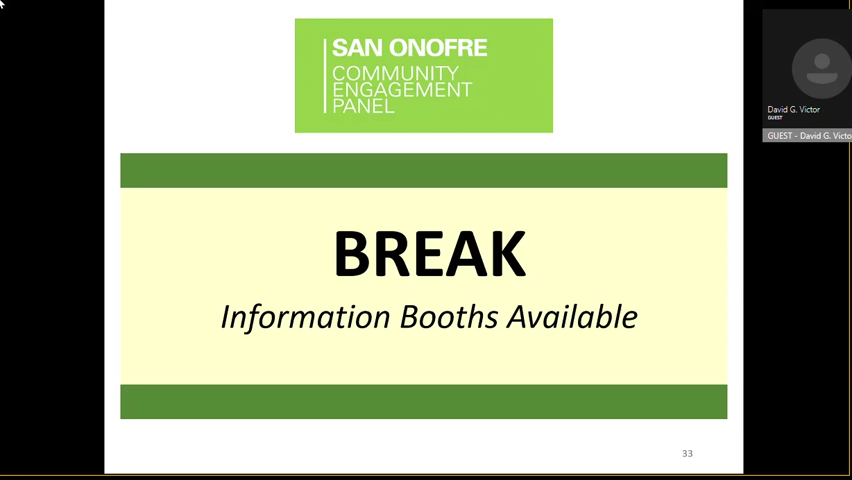 SAN ONOFRE
COMMUNITY
ENGAGEMENT
PANEL
David G. Victor
GUEST
GUEST - David G. Victo
BREAK
Information Booths Available
33